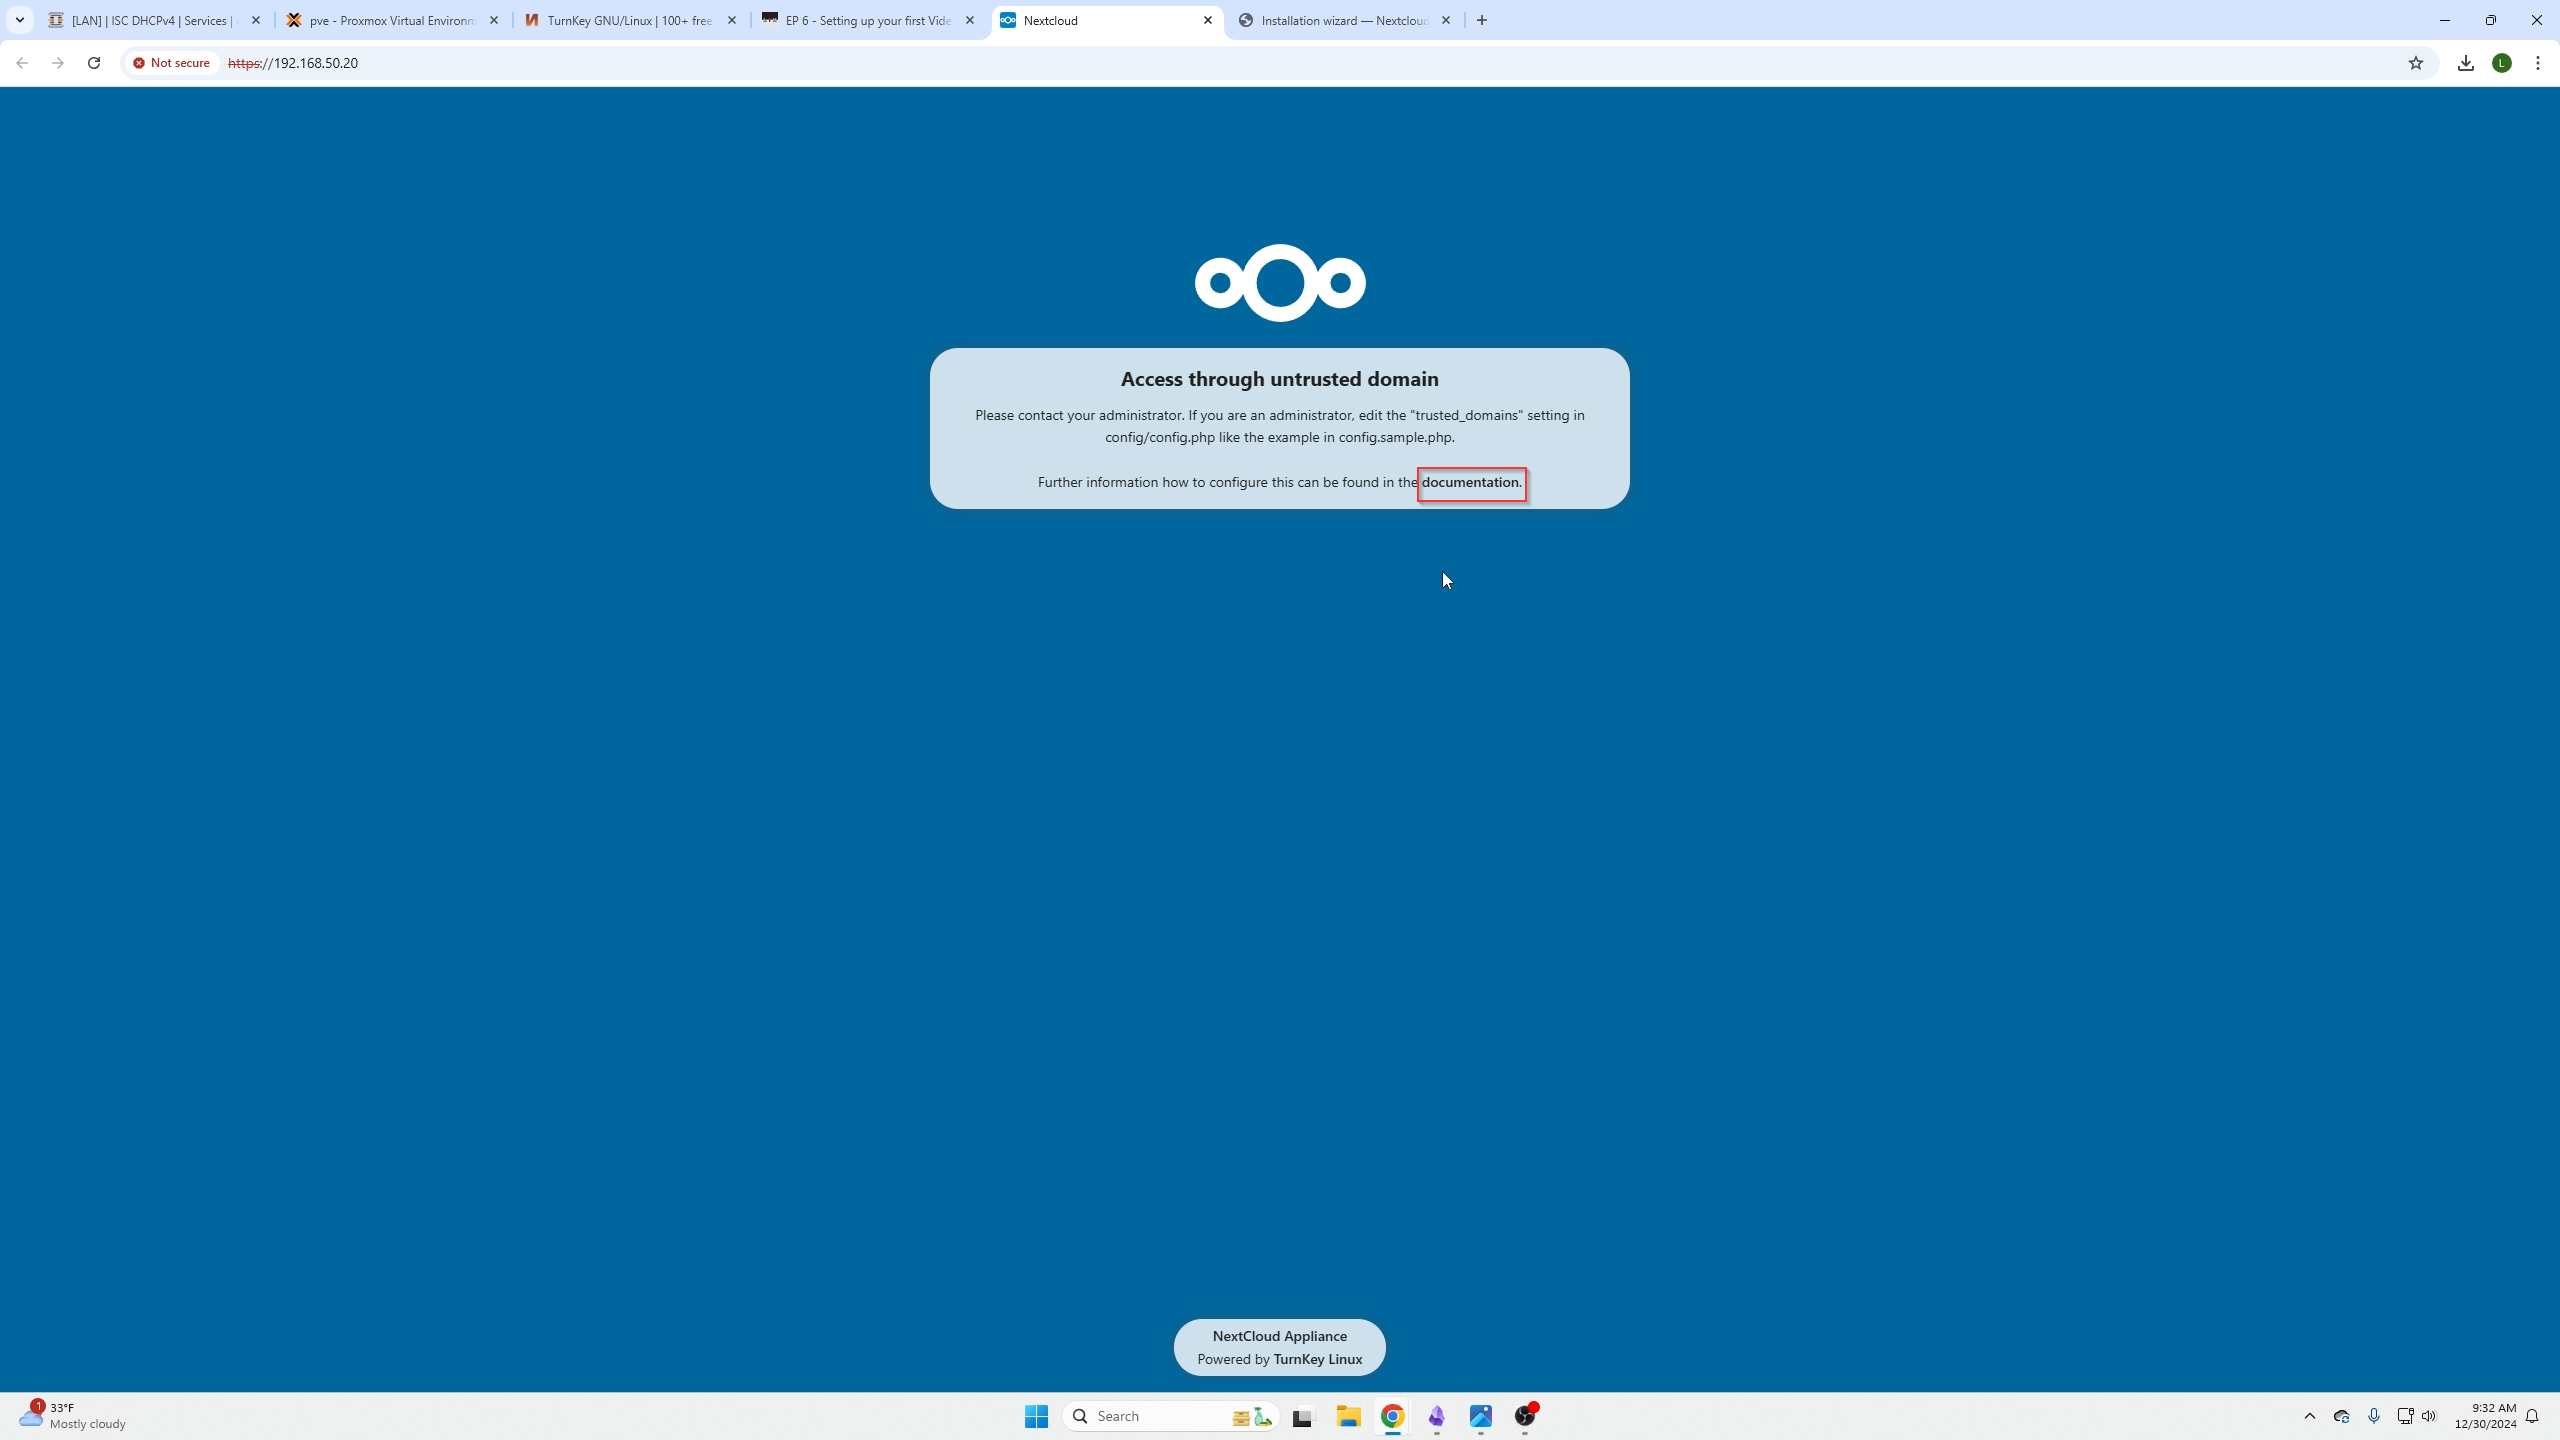 [LAN] | ISC DHCPv4 | Services |
pve - Proxmox Virtual Environm
TurnKey GNU/Linux | 100+ free
EP 6 - Setting up your first Vide
Nextcloud
Installation wizard — Nextcloud
Not secure
https://192.168.50.20
L
Access through untrusted domain
Please contact your administrator. If you are an administrator, edit the "trusted_domains" setting in
config/config.php like the example in config.sample.php.
Further information how to configure this can be found in the documentation.
NextCloud Appliance
Powered by TurnKey Linux
1
33°F
Mostly cloudy
Search
9:32 AM
12/30/2024